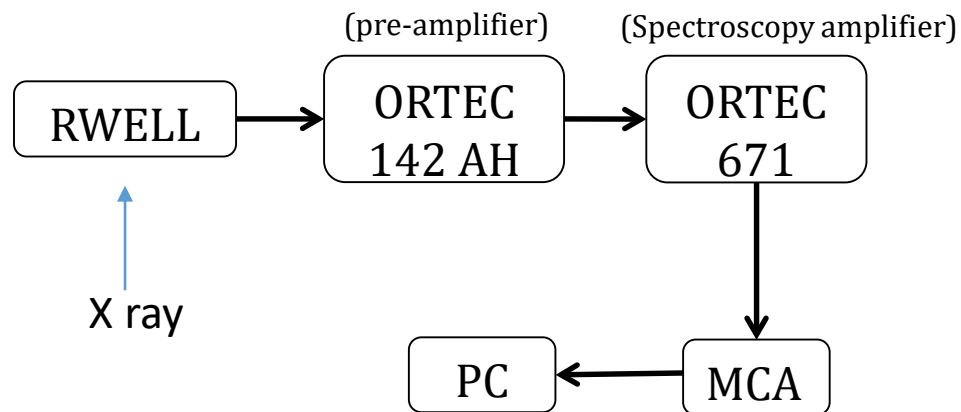 (pre-amplifier)
(Spectroscopy amplifier)
RWELL
ORTEC
142 AH
ORTEC
671
X ray
PC
MCA